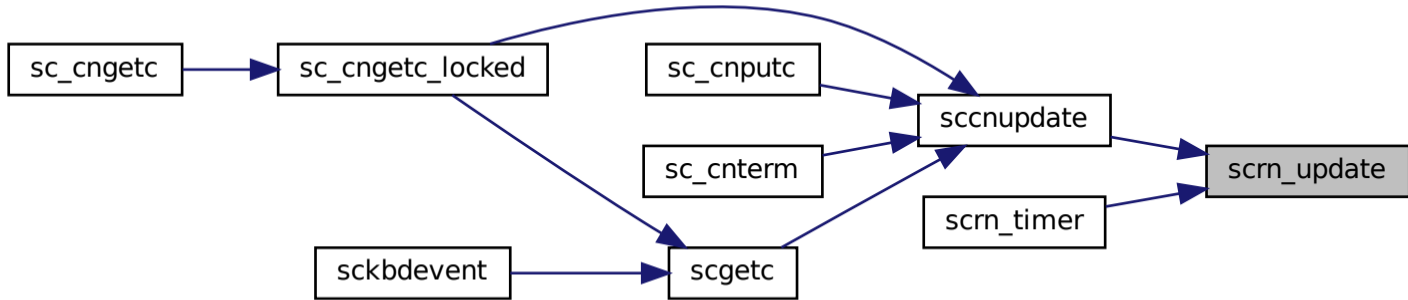 sc_cngetc
sc_cngetc_locked
sc_cnputc
sccnupdate
sc_cnterm
scrn_update
scrn_timer
sckbdevent
scgetc